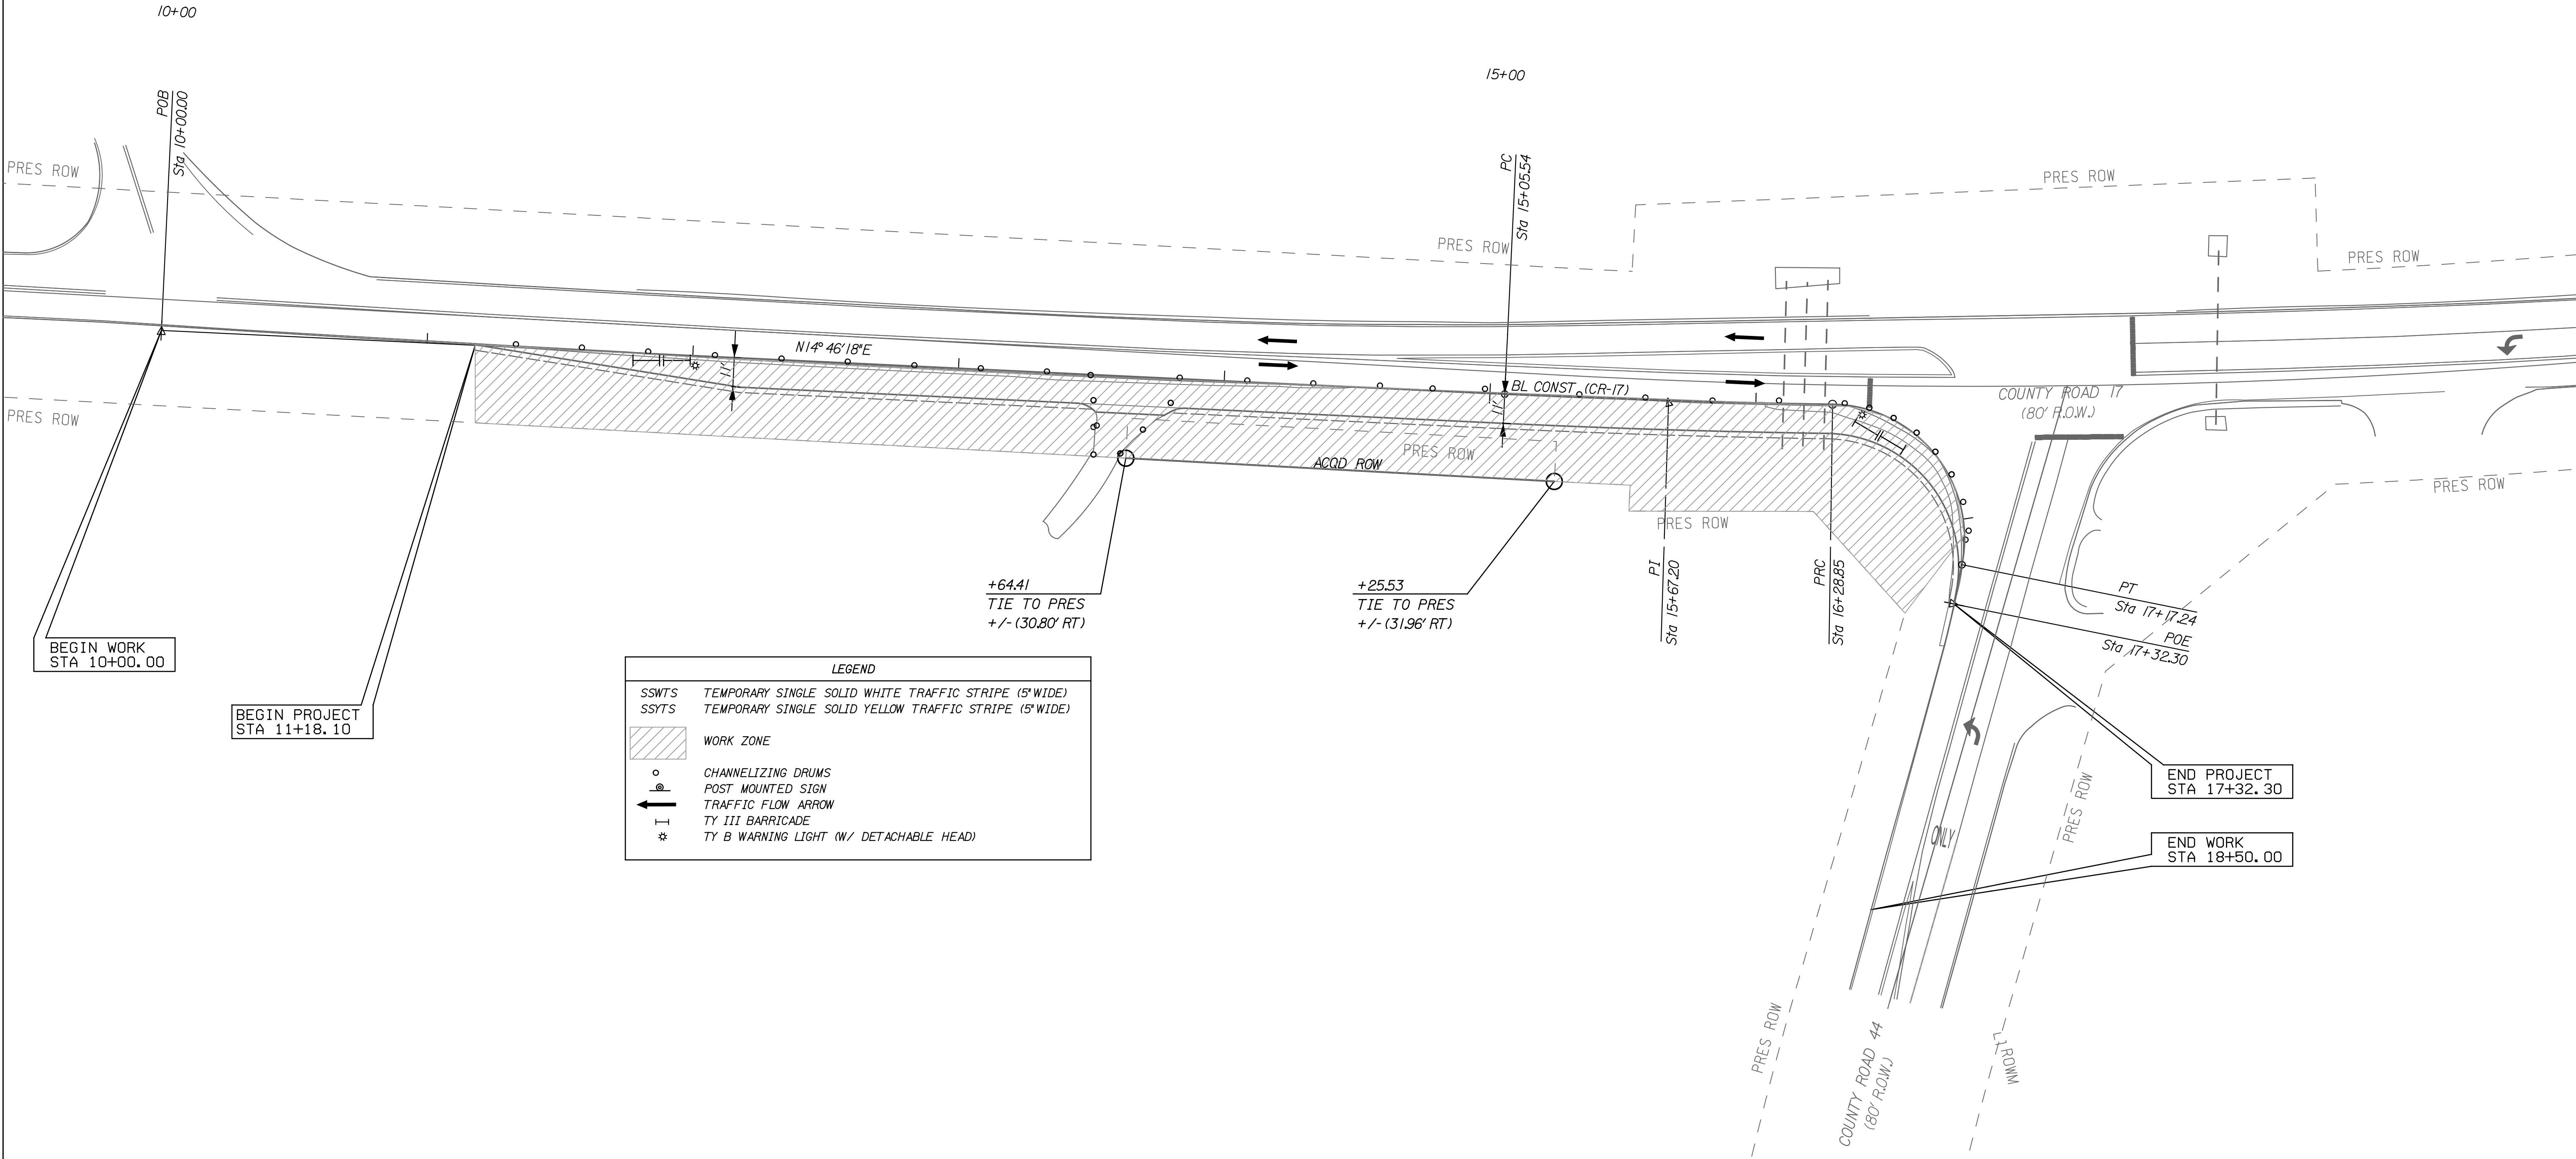 10+00
15+00
POB
Sta 10+00.00
PC
Sta 15+05.54
PRES ROW
PRES ROW
PRES ROW
PRES ROW
N 14° 46' 18" E
11'
BL CONST. (CR-17)
11'
COUNTY ROAD 17
(80' R.O.W.)
PRES ROW
PRES ROW
ACQD ROW
PRES ROW
PRES ROW
+64.41
TIE TO PRES
+/- (30.80' RT)
+25.53
TIE TO PRES
+/- (31.96' RT)
PI
Sta 15+67.20
PRC
Sta 16+28.85
PT
Sta 17+17.24
POE
Sta 17+32.30
BEGIN WORK
STA 10+00.00
BEGIN PROJECT
STA 11+18.10
LEGEND
SSWTS TEMPORARY SINGLE SOLID WHITE TRAFFIC STRIPE (5" WIDE)
SSYTS TEMPORARY SINGLE SOLID YELLOW TRAFFIC STRIPE (5" WIDE)
WORK ZONE
CHANNELIZING DRUMS
POST MOUNTED SIGN
TRAFFIC FLOW ARROW
TY III BARRICADE
TY B WARNING LIGHT (W/ DETACHABLE HEAD)
END PROJECT
STA 17+32.30
END WORK
STA 18+50.00
ONLY
PRES ROW
PRES ROW
COUNTY ROAD 44
(80' R.O.W.)